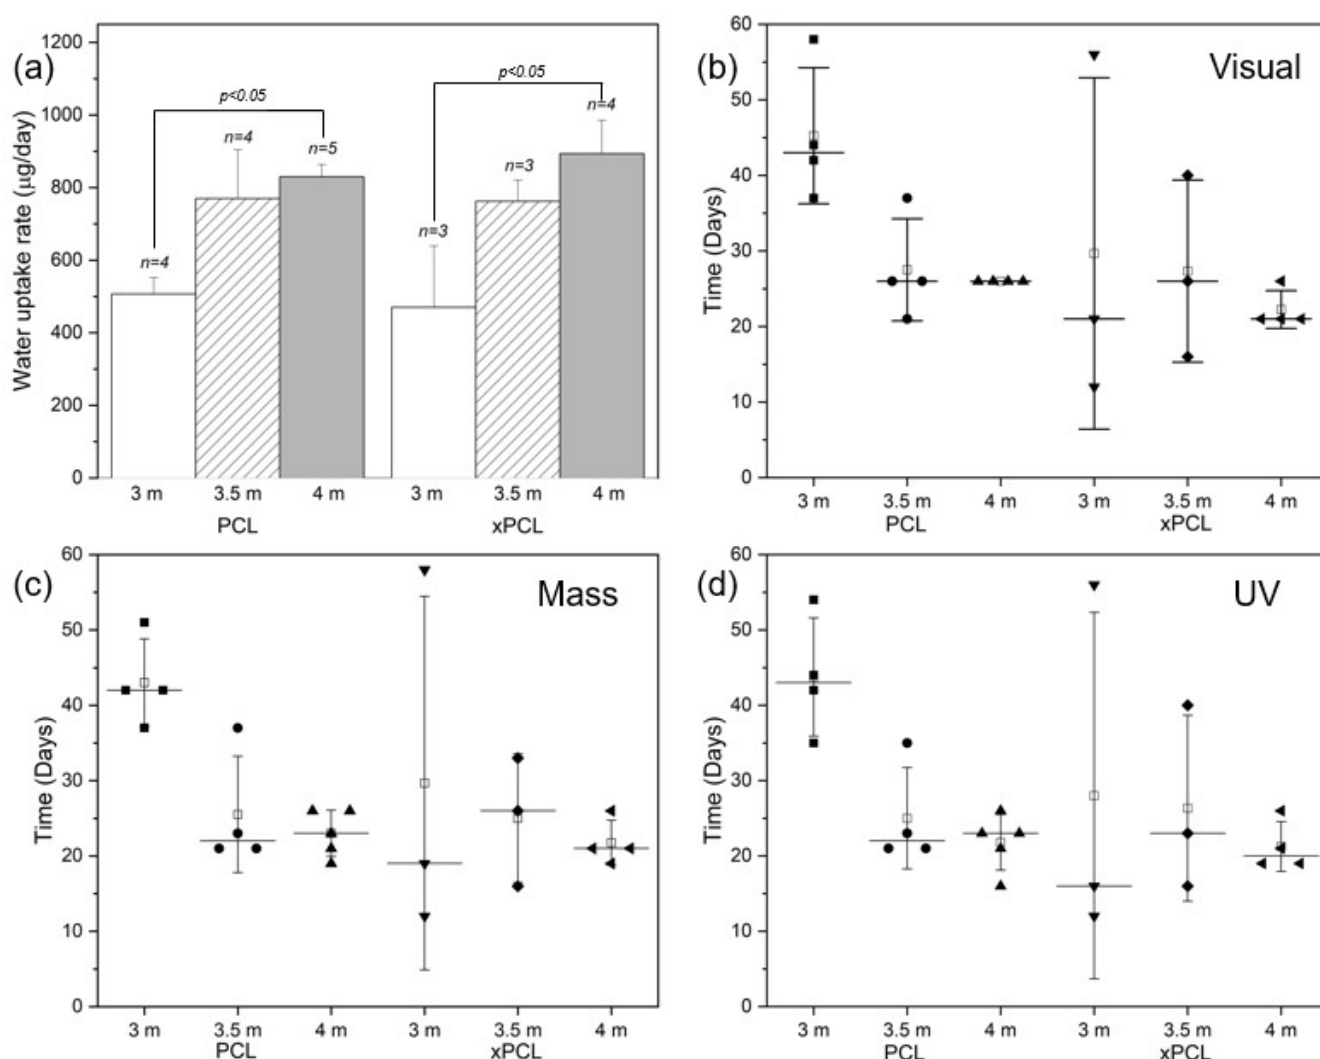 (a)
Water uptake rate (µg/day)
1200
1000
800
600
400
200
0
p<0.05
p<0.05
n=4
n=4
n=5
n=3
n=3
n=4
3 m 3.5 m 4 m 3 m 3.5 m 4 m
PCL xPCL
(b)
Visual
Time (Days)
60
50
40
30
20
10
0
3 m 3.5 m 4 m 3 m 3.5 m 4 m
PCL xPCL
(c)
Mass
Time (Days)
60
50
40
30
20
10
0
3 m 3.5 m 4 m 3 m 3.5 m 4 m
PCL xPCL
(d)
UV
Time (Days)
60
50
40
30
20
10
0
3 m 3.5 m 4 m 3 m 3.5 m 4 m
PCL xPCL